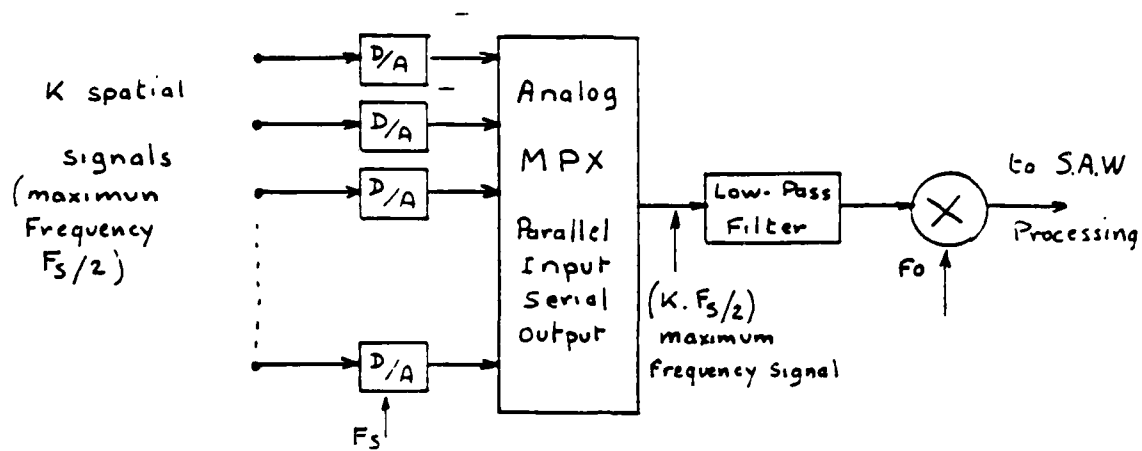 K spatial
signals
(maximun
Frequency
Fs/2)
D/A
D/A
D/A
D/A
Fs
Analog
MPX
Parallel
Input
Serial
Output
(K. Fs/2)
maximum
frequency signal
Low-Pass
Filter
Fo
to S.A.W
Processing